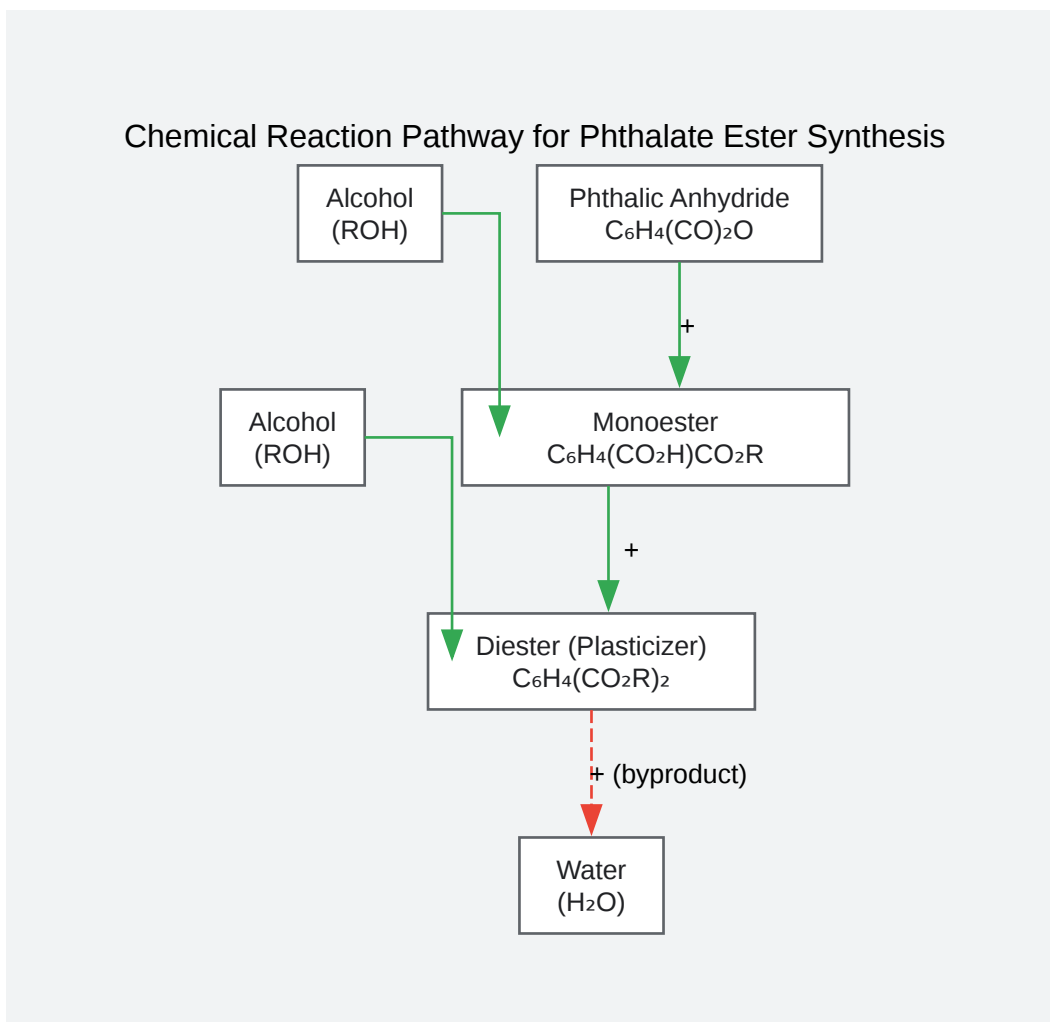 Chemical Reaction Pathway for Phthalate Ester Synthesis
Alcohol
(ROH)
Phthalic Anhydride
C₆H₄(CO)₂O
+
Alcohol
(ROH)
Monoester
C₆H₄(CO₂H)CO₂R
+
Diester (Plasticizer)
C₆H₄(CO₂R)₂
+ (byproduct)
Water
(H₂O)